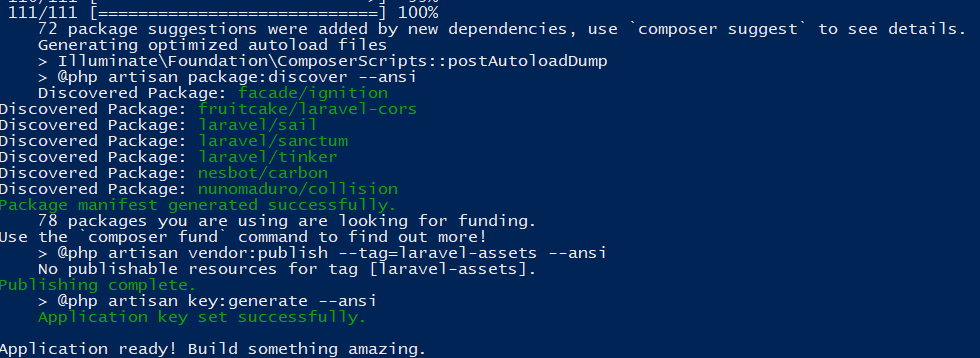 111/111 [============================] 100%
72 package suggestions were added by new dependencies, use `composer suggest` to see details.
Generating optimized autoload files
> Illuminate\Foundation\ComposerScripts::postAutoloadDump
> @php artisan package:discover --ansi
Discovered Package: facade/ignition
Discovered Package: fruitcake/laravel-cors
Discovered Package: laravel/sail
Discovered Package: laravel/sanctum
Discovered Package: laravel/tinker
Discovered Package: nesbot/carbon
Discovered Package: nunomaduro/collision
Package manifest generated successfully.
78 packages you are using are looking for funding.
Use the `composer fund` command to find out more!
> @php artisan vendor:publish --tag=laravel-assets --ansi
No publishable resources for tag [laravel-assets].
Publishing complete.
> @php artisan key:generate --ansi
Application key set successfully.
Application ready! Build something amazing.